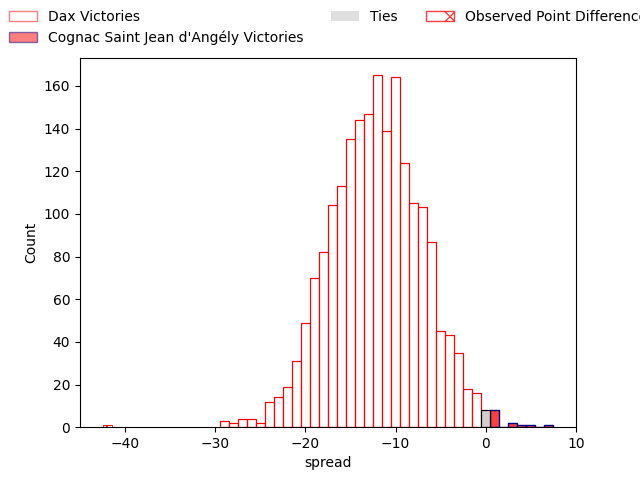 Dax Victories
Cognac Saint Jean d'Angély Victories
Ties
Observed Point Difference
Count
160
140
120
100
80
60
40
20
0
−40
−30
−20
−10
0
10
spread